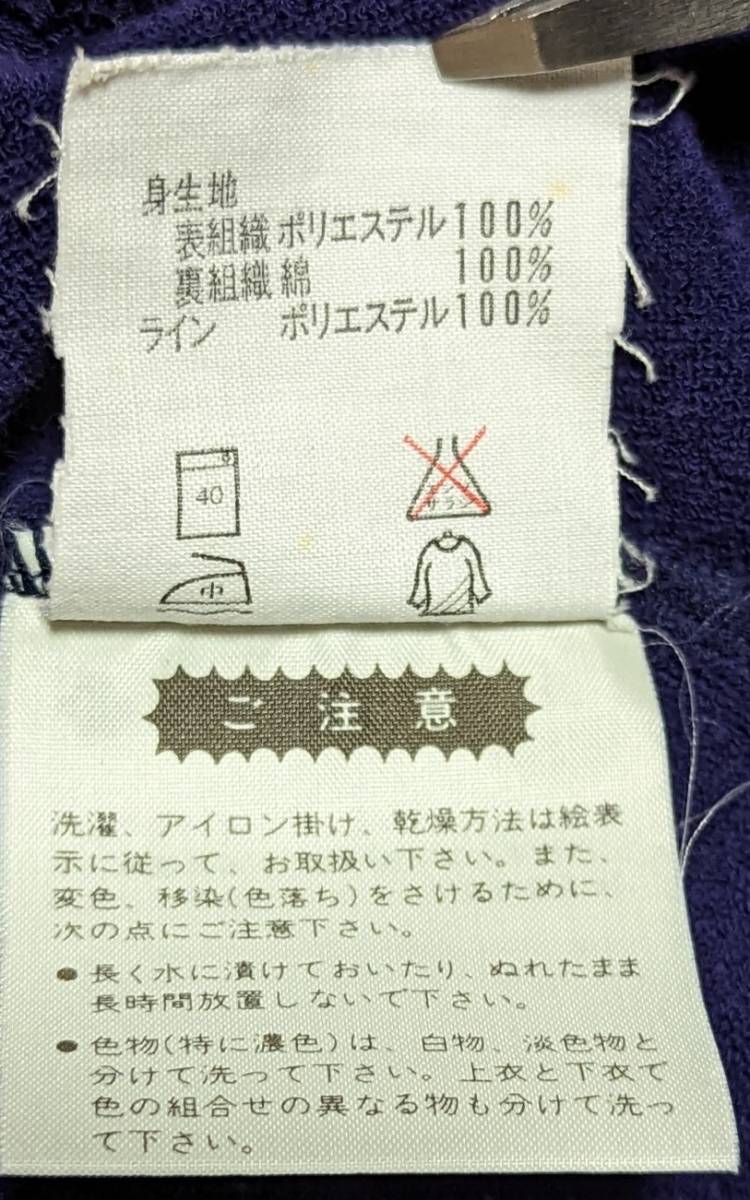 身生地
表組織 ポリエステル100%
裏組織 綿 100%
ライン ポリエステル100%
40
中
ご注意
洗濯、アイロン掛け、乾燥方法は絵表
示に従って、お取扱い下さい。また、
変色、移染(色落ち)をさけるために、
次の点にご注意下さい。
●長く水に漬けておいたり、ぬれたまま
長時間放置しないで下さい。
●色物(特に濃色)は、白物、淡色物と
分けて洗って下さい。上衣と下衣で
色の組合せの異なる物も分けて洗っ
て下さい。